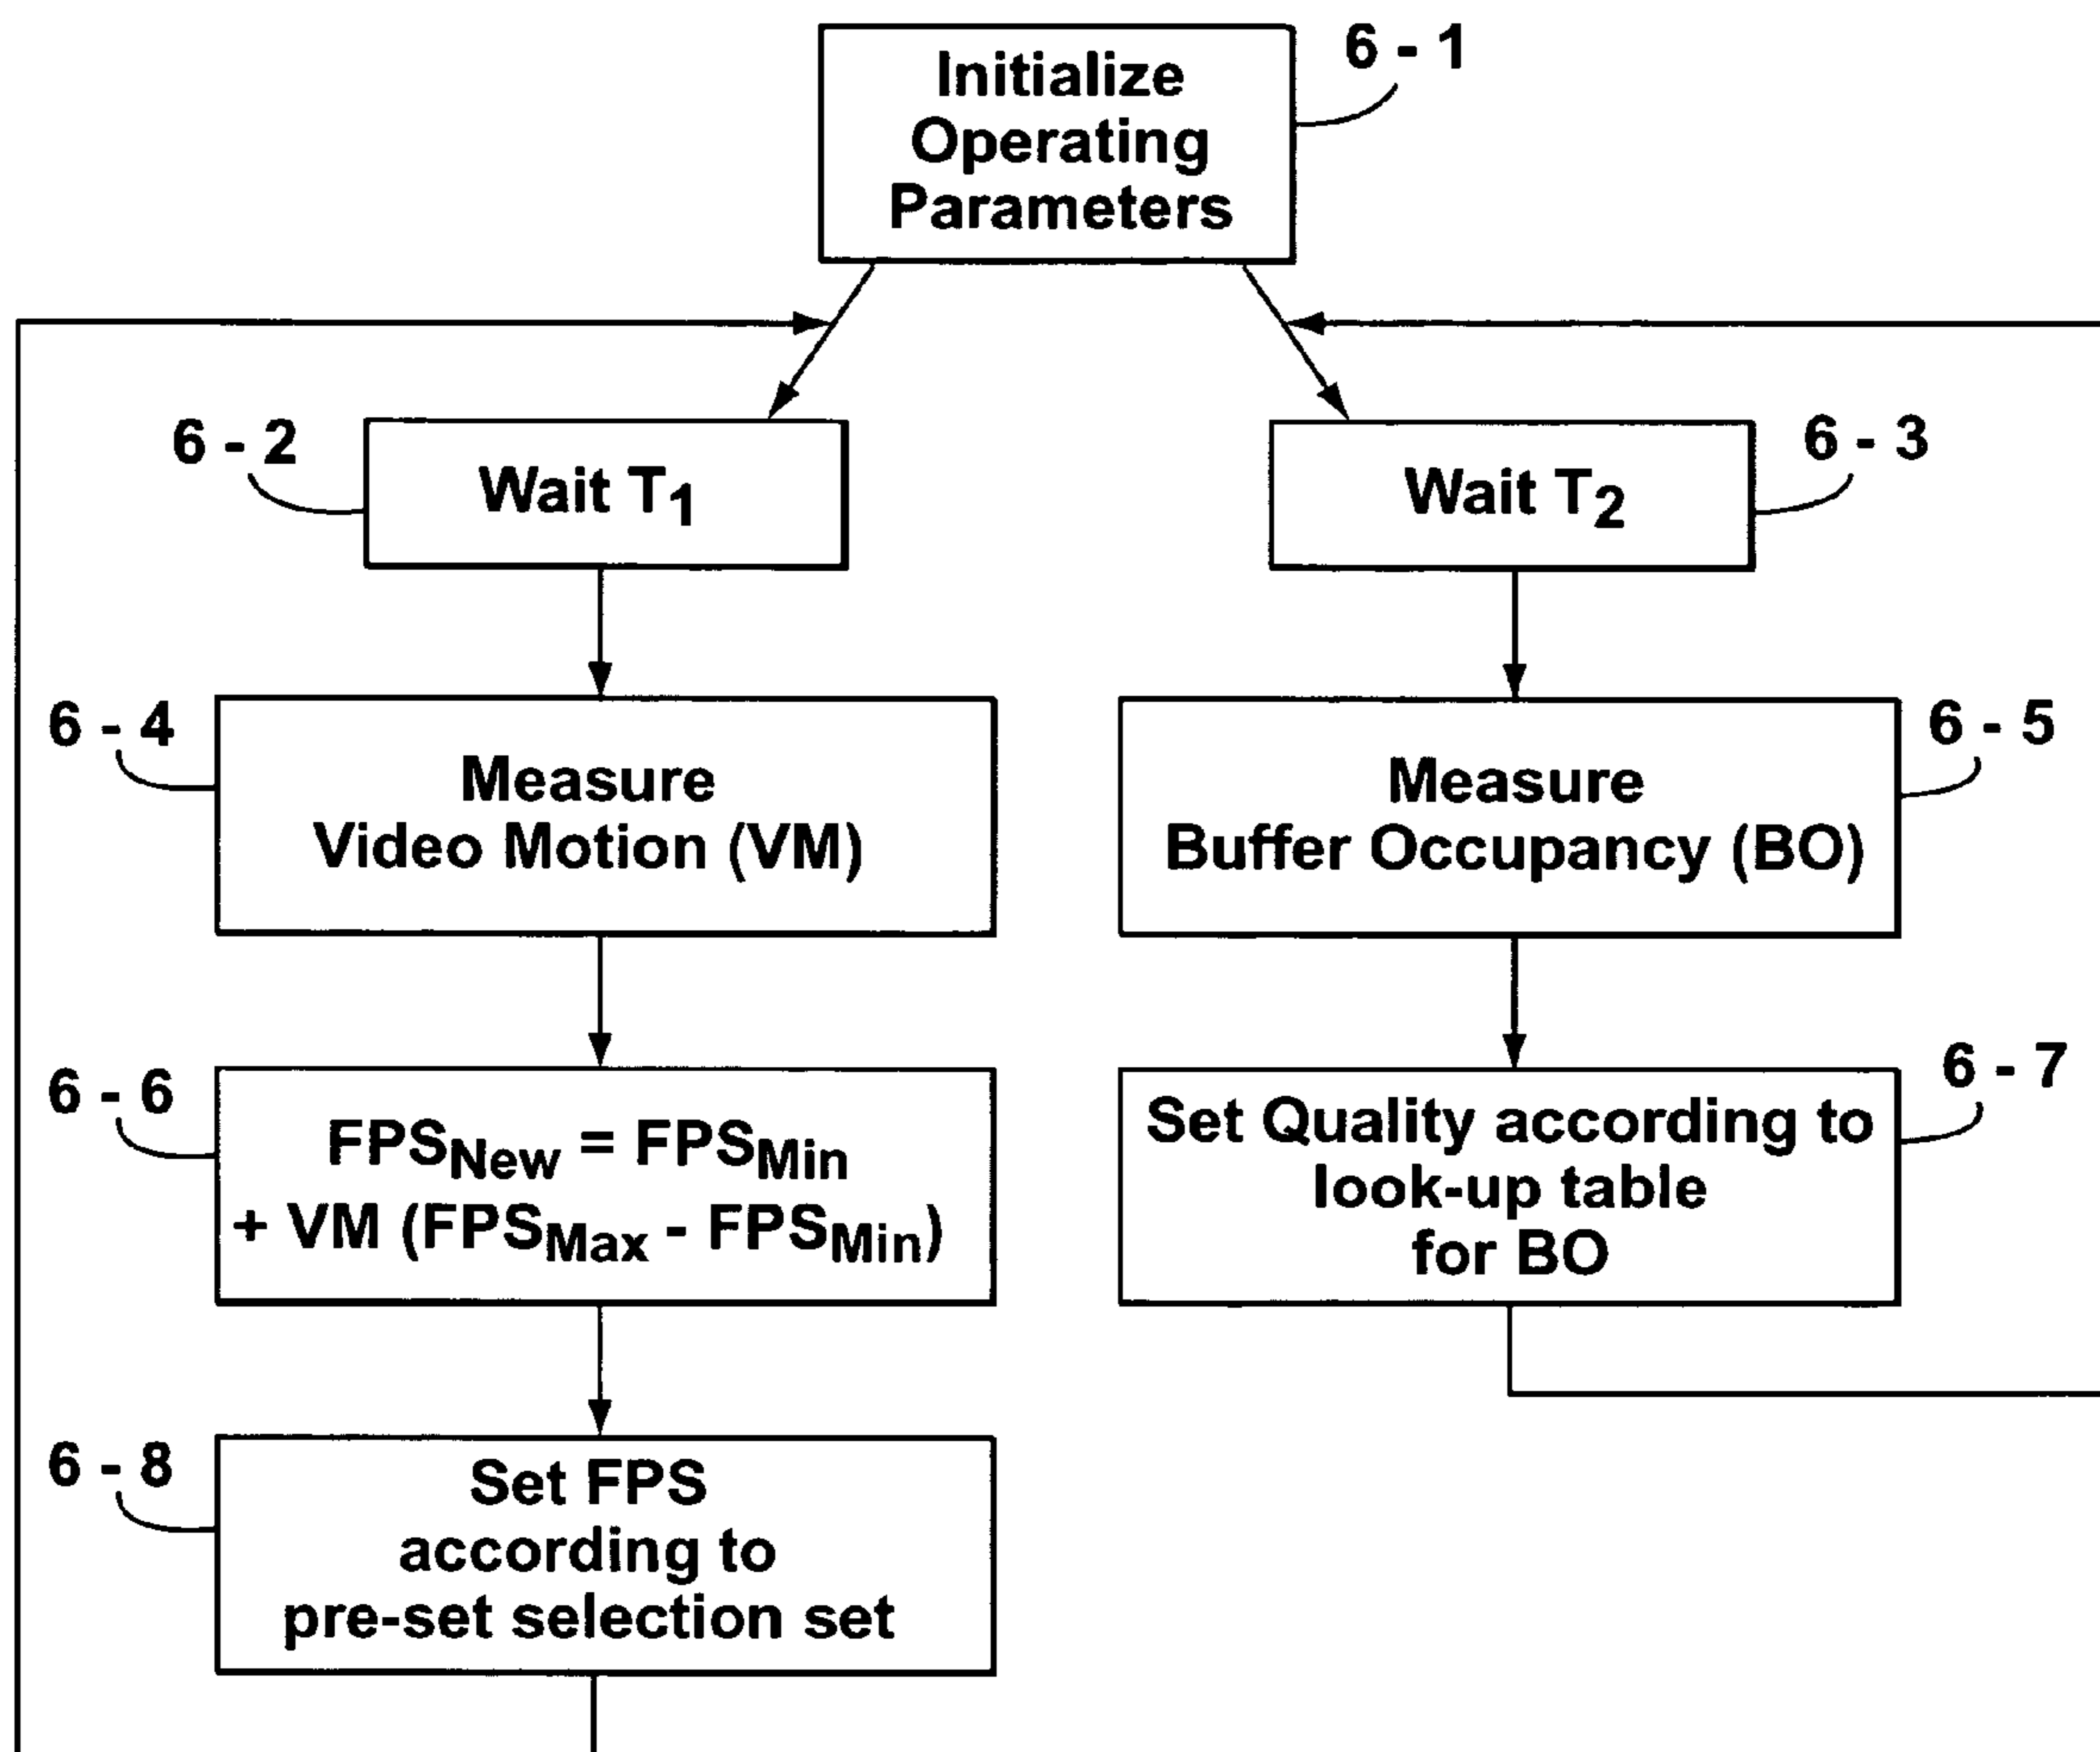 6 - 1
Initialize
Operating
Parameters
6 - 2
Wait T1
6 - 3
Wait T2
6 - 4
Measure
Video Motion (VM)
6 - 5
Measure
Buffer Occupancy (BO)
6 - 6
FPSNew = FPSMin
+ VM (FPSMax - FPSMin)
6 - 7
Set Quality according to
look-up table
for BO
6 - 8
Set FPS
according to
pre-set selection set